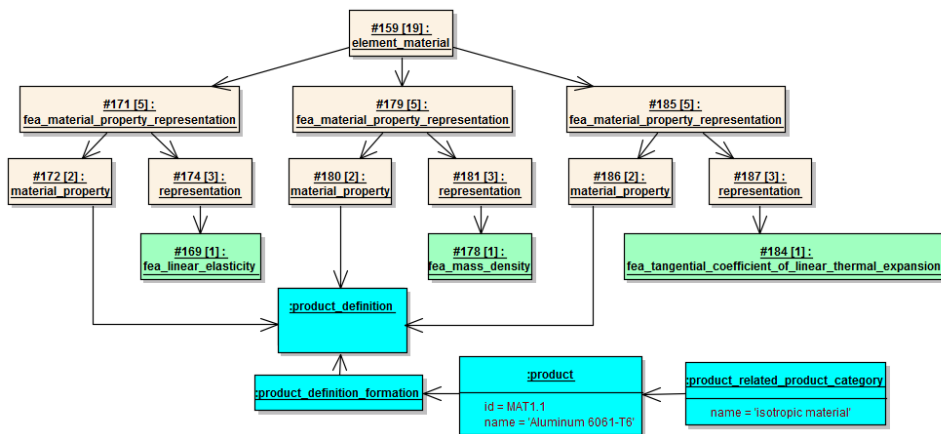 #159 [19] :
element_material
#171 [5] :
fea_material_property_representation
#179 [5] :
fea_material_property_representation
#185 [5] :
fea_material_property_representation
#172 [2] :
material_property
#174 [3] :
representation
#180 [2] :
material_property
#181 [3] :
representation
#186 [2] :
material_property
#187 [3] :
representation
#169 [1] :
fea_linear_elasticity
#178 [1] :
fea_mass_density
#184 [1] :
fea_tangential_coefficient_of_linear_thermal_expansion
:product_definition
:product_definition_formation
:product
id = MAT1.1
name = 'Aluminum 6061-T6'
:product_related_product_category
name = 'isotropic material'